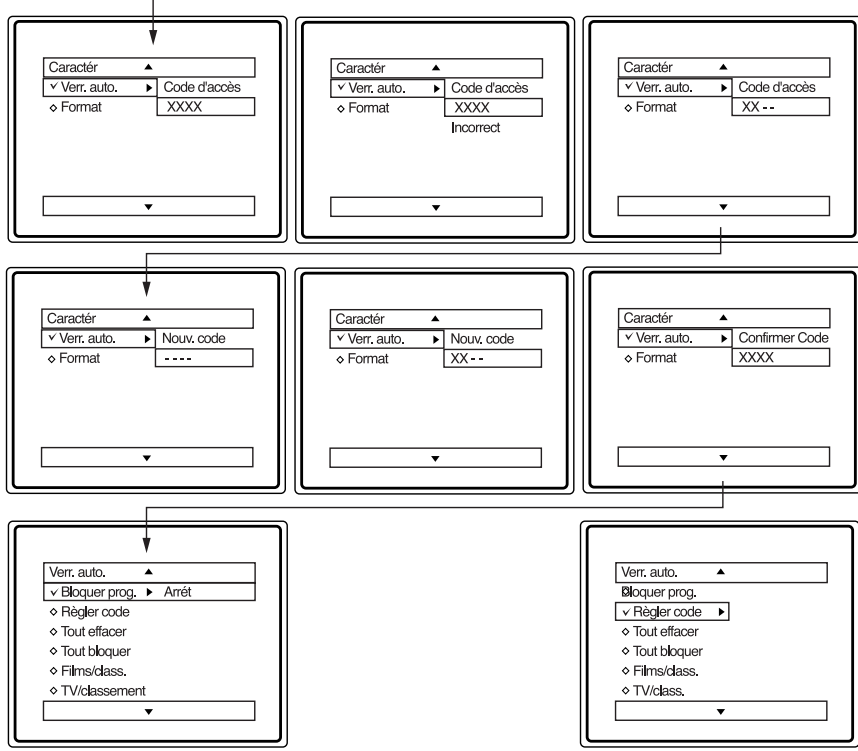 Caractér
Verr. auto. Code d'accès
Format XXXX
Caractér
Verr. auto. Code d'accès
Format XXXX
Incorrect
Caractér
Verr. auto. Code d'accès
Format XX--
Caractér
Verr. auto. Nouv. code
Format ----
Caractér
Verr. auto. Nouv. code
Format XX--
Caractér
Verr. auto. Confirmer Code
Format XXXX
Verr. auto.
Bloquer prog. Arrét
Règler code
Tout effacer
Tout bloquer
Films/class.
TV/classement
Verr. auto.
Bloquer prog.
Règler code
Tout effacer
Tout bloquer
Films/class.
TV/class.